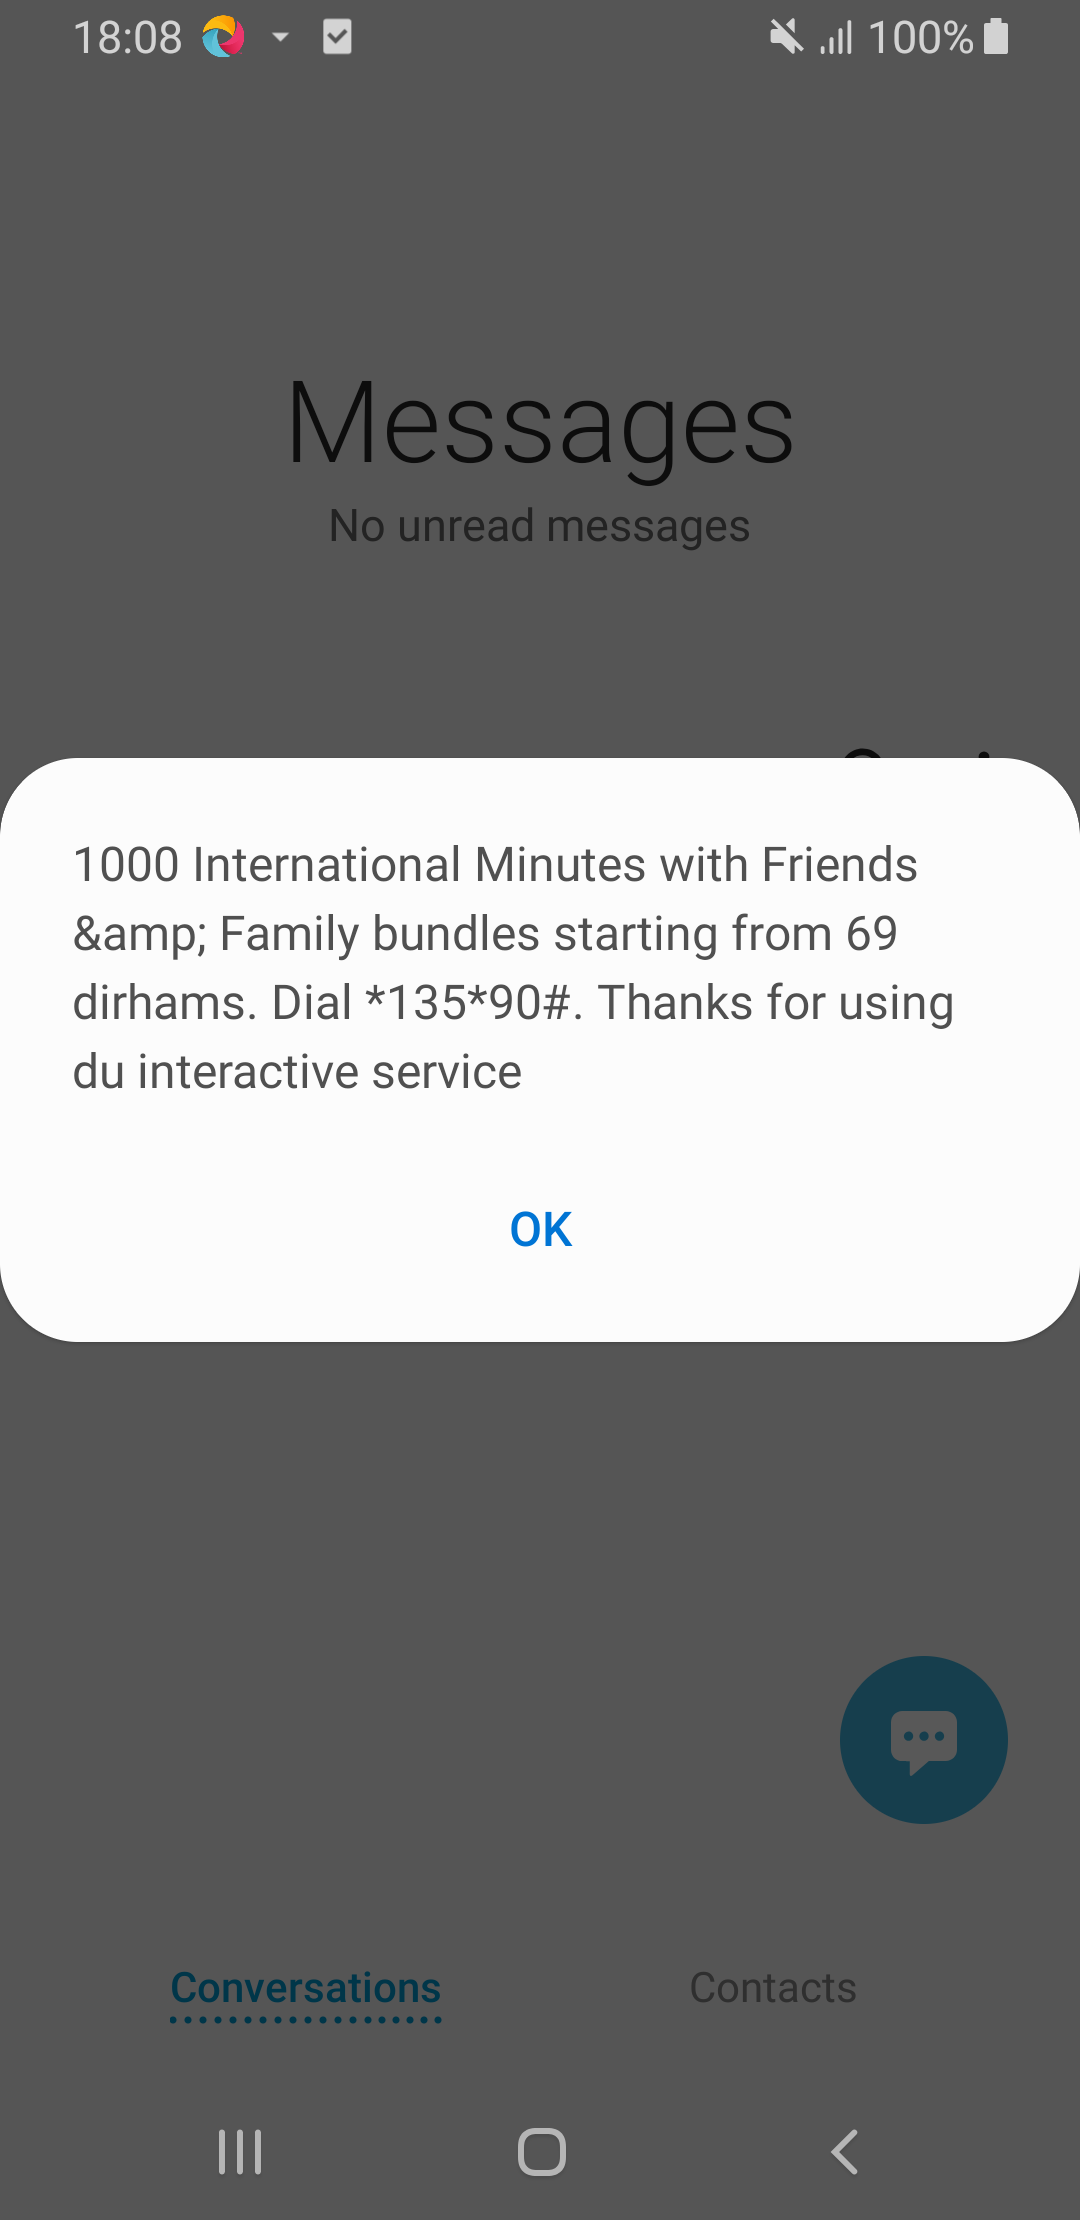 18:08
100%
Messages
No unread messages
1000 International Minutes with Friends
&amp; Family bundles starting from 69
dirhams. Dial *135*90#. Thanks for using
du interactive service
OK
Conversations
Contacts